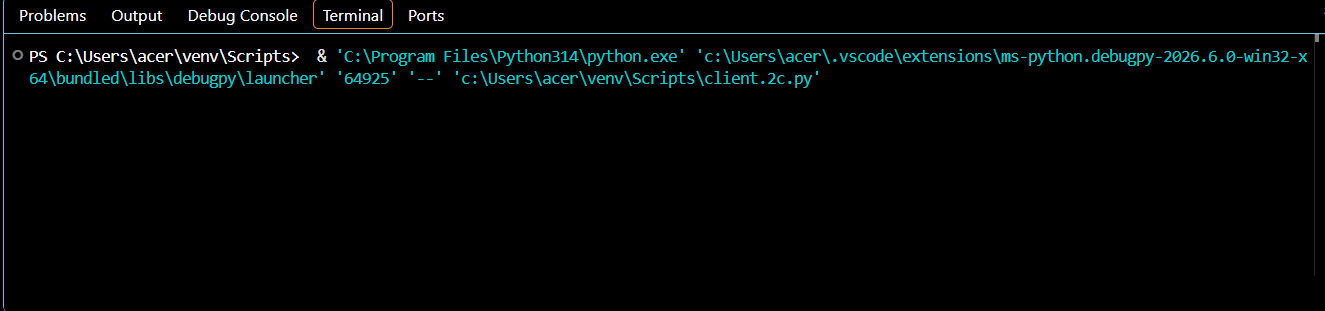 Problems Output Debug Console Terminal Ports
PS C:\Users\acer\venv\Scripts>  & 'C:\Program Files\Python314\python.exe' 'c:\Users\acer\.vscode\extensions\ms-python.debugpy-2026.6.0-win32-x
64\bundled\libs\debugpy\launcher' '64925' '--' 'c:\Users\acer\venv\Scripts\client.2c.py'